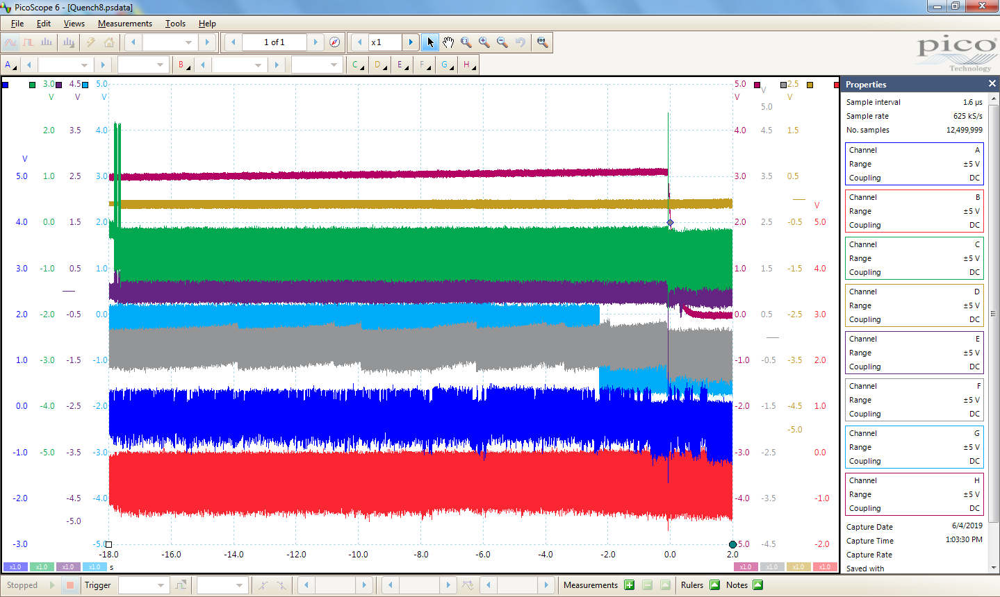 PicoScope 6 - [Quench8.psdata]
File Edit Views Measurements Tools Help
1 of 1 x1
pico
Technology
A B C D E F G H
3.0 4.5 5.0 5.0 2.5
V V V V V V
5.0
2.0 3.5 4.0 4.0 4.5 1.5
V
5.0 1.0 2.5 3.0 3.0 3.5 0.5
V
4.0 0.0 1.5 2.0 2.0 2.5 -0.5 5.0
3.0 -1.0 0.5 1.0 1.0 1.5 -1.5 4.0
2.0 -2.0 -0.5 0.0 0.0 0.5 -2.5 3.0
1.0 -3.0 -1.5 -1.0 -1.0 -0.5 -3.5 2.0
0.0 -4.0 -2.5 -2.0 -2.0 -1.5 -4.5 1.0
-5.0
-1.0 -5.0 -3.5 -3.0 -3.0 -2.5 0.0
-2.0 -4.5 -4.0 -4.0 -3.5 -1.0
-5.0
-3.0 -5.0 -5.0 -4.5 -2.0
-18.0 -16.0 -14.0 -12.0 -10.0 -8.0 -6.0 -4.0 -2.0 0.0 2.0
x1.0 x1.0 x1.0 x1.0 s x1.0 x1.0 x1.0 x1.0
Properties
Sample interval 1.6 µs
Sample rate 625 kS/s
No. samples 12,499,999
Channel A
Range ±5 V
Coupling DC
Channel B
Range ±5 V
Coupling DC
Channel C
Range ±5 V
Coupling DC
Channel D
Range ±5 V
Coupling DC
Channel E
Range ±5 V
Coupling DC
Channel F
Range ±5 V
Coupling DC
Channel G
Range ±5 V
Coupling DC
Channel H
Range ±5 V
Coupling DC
Capture Date 6/4/2019
Capture Time 1:03:30 PM
Capture Rate
Saved with
Stopped Trigger Measurements Rulers Notes